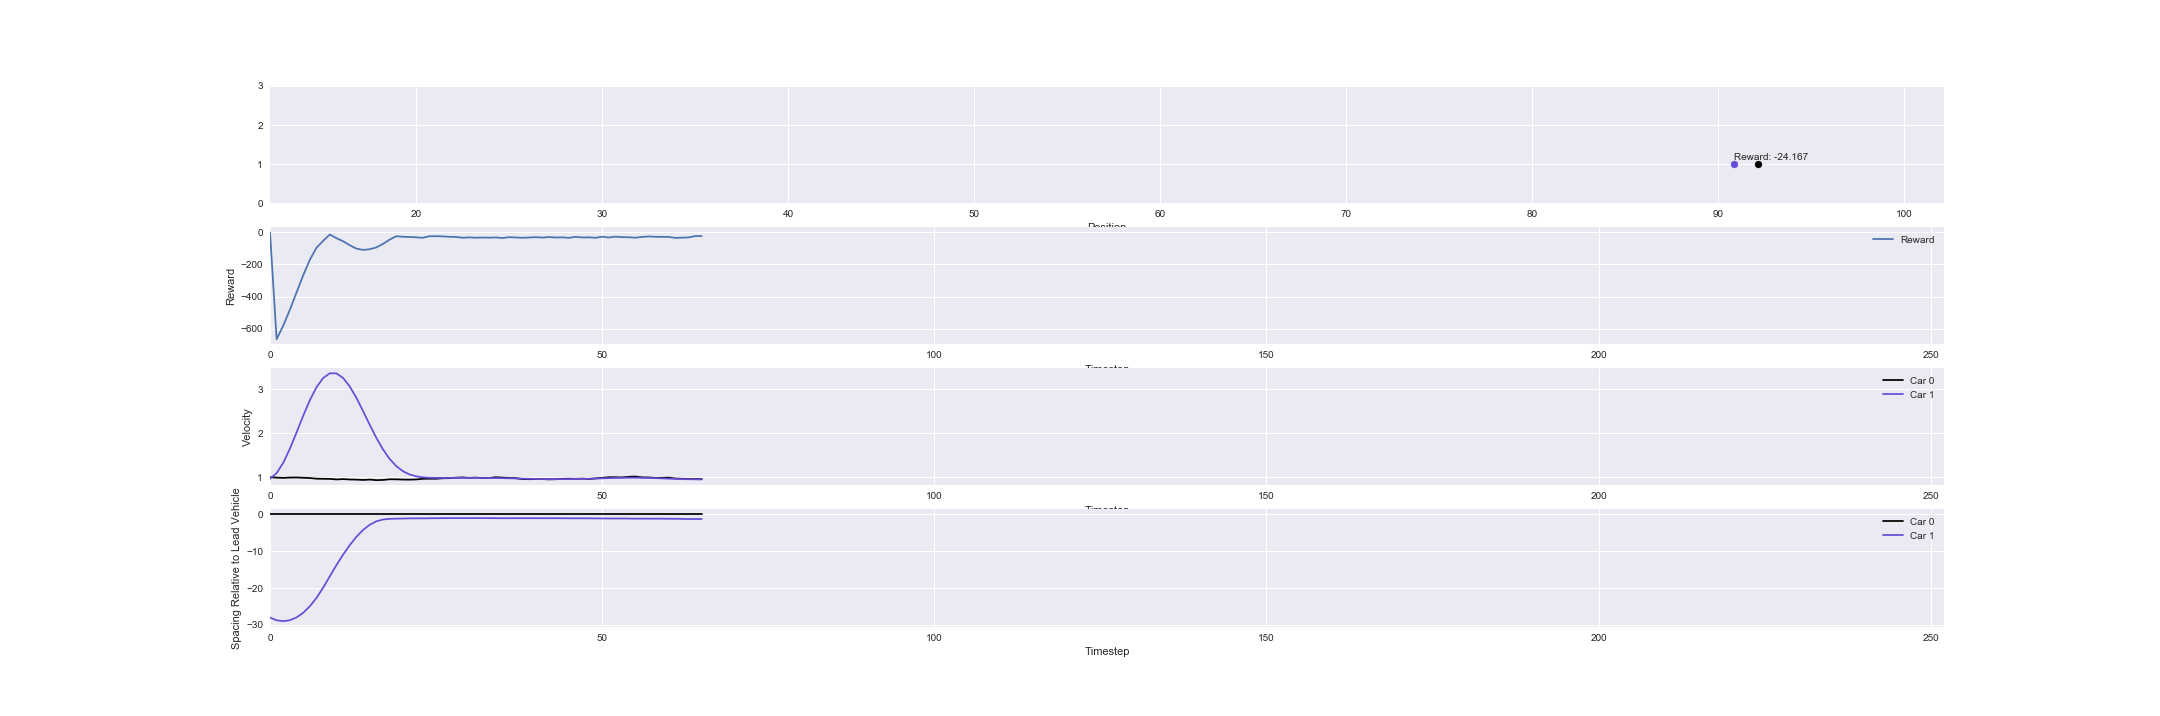 3
2
1
0
Reward: -24.167
20 30 40 50 60 70 80 90 100
Position
0
−200
−400
−600
Reward
Reward
0 50 100 150 200 250
Timestep
3
2
1
Velocity
Car 0
Car 1
0 50 100 150 200 250
Timestep
0
−10
−20
−30
Spacing Relative to Lead Vehicle
Car 0
Car 1
0 50 100 150 200 250
Timestep